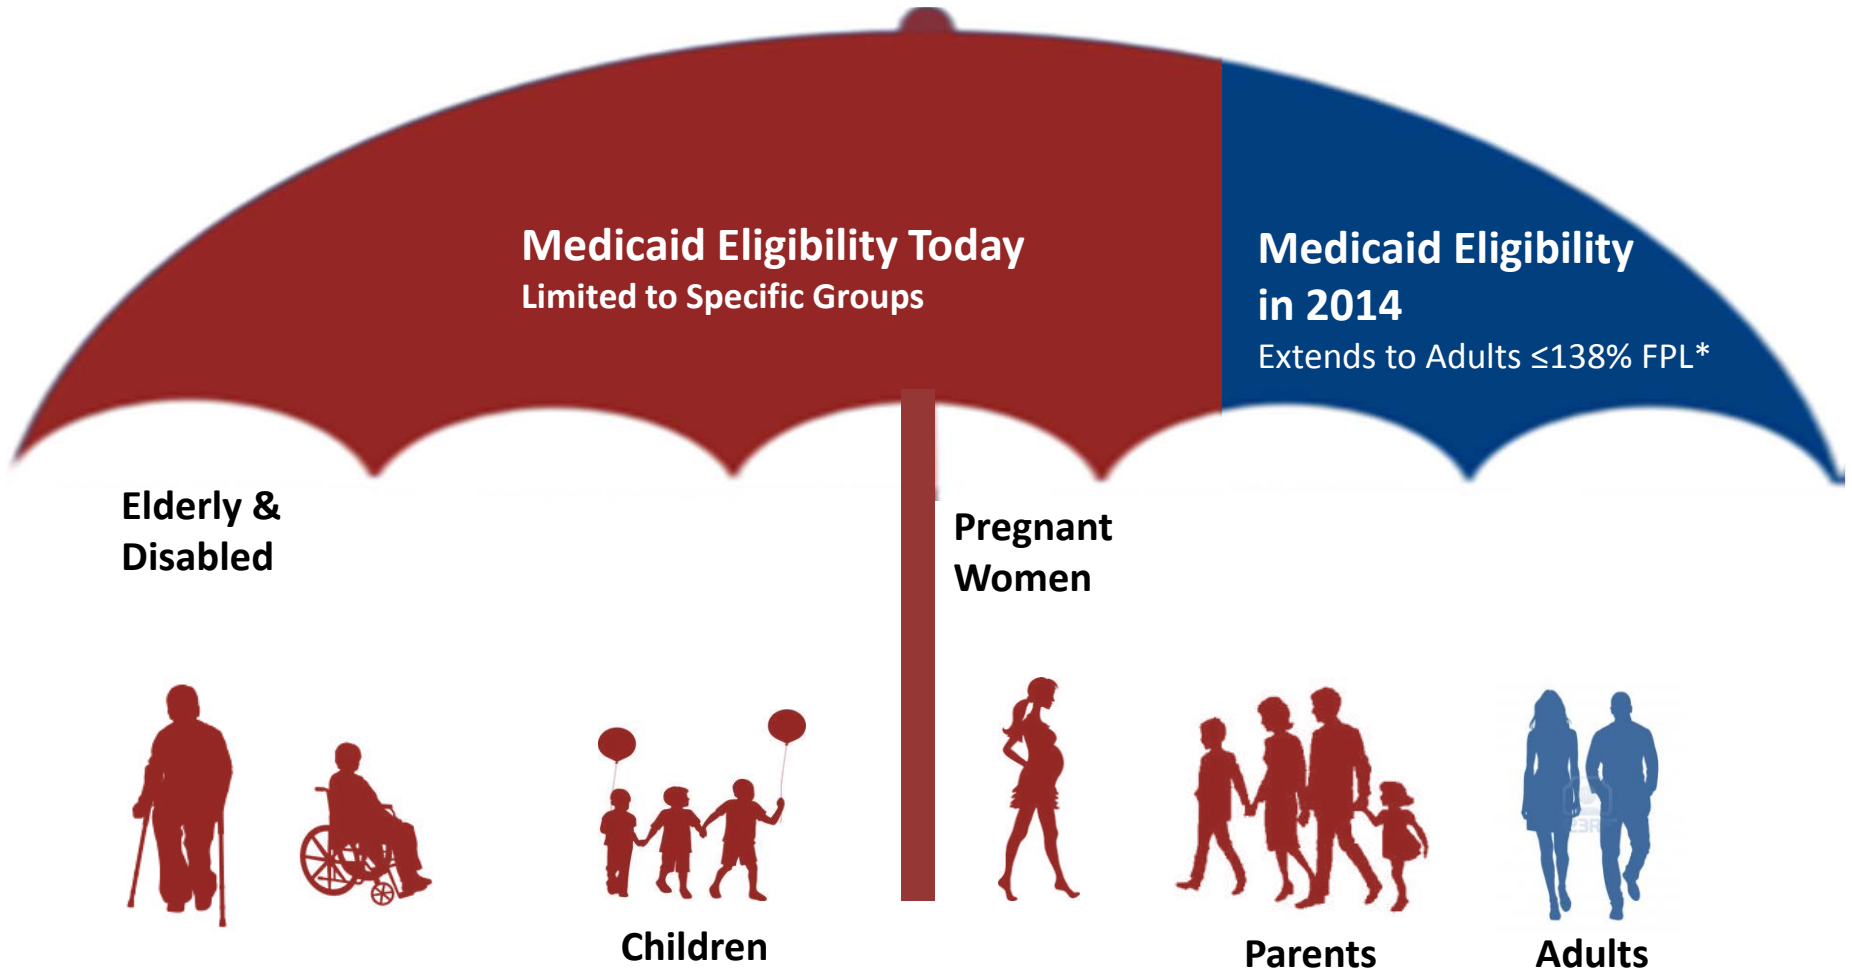 Medicaid Eligibility Today
Limited to Specific Groups
Medicaid Eligibility
in 2014
Extends to Adults ≤138% FPL*
Elderly &
Disabled
Pregnant
Women
Children
Parents
Adults